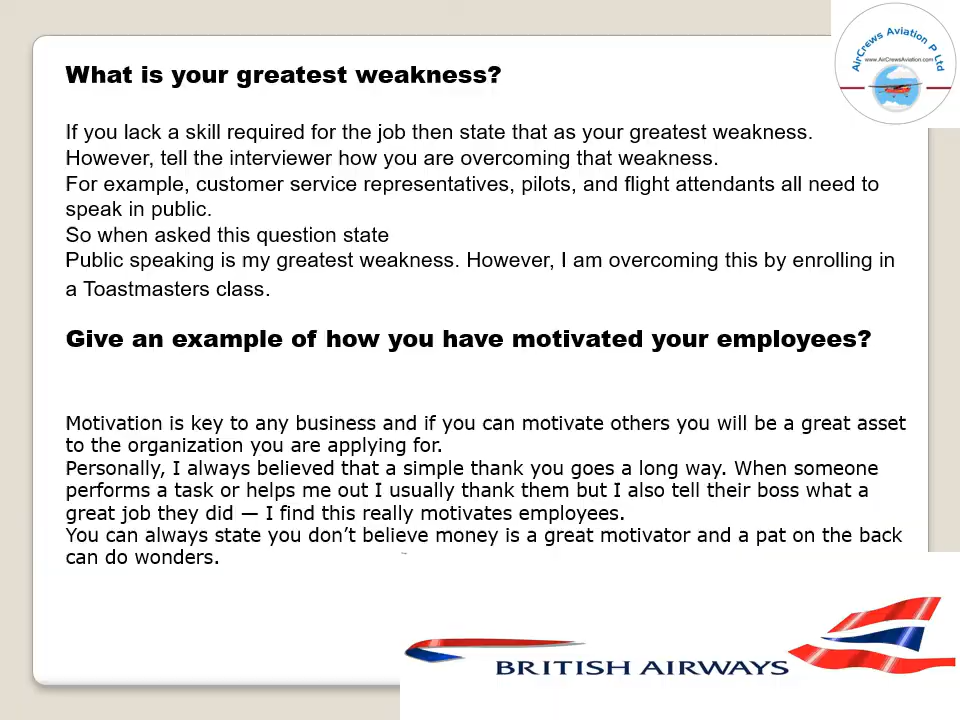 AirCrews Aviation P Ltd
www.AirCrewsAviation.com
What is your greatest weakness?
If you lack a skill required for the job then state that as your greatest weakness.
However, tell the interviewer how you are overcoming that weakness.
For example, customer service representatives, pilots, and flight attendants all need to
speak in public.
So when asked this question state
Public speaking is my greatest weakness. However, I am overcoming this by enrolling in
a Toastmasters class.
Give an example of how you have motivated your employees?
Motivation is key to any business and if you can motivate others you will be a great asset
to the organization you are applying for.
Personally, I always believed that a simple thank you goes a long way. When someone
performs a task or helps me out I usually thank them but I also tell their boss what a
great job they did — I find this really motivates employees.
You can always state you don’t believe money is a great motivator and a pat on the back
can do wonders.
BRITISH AIRWAYS